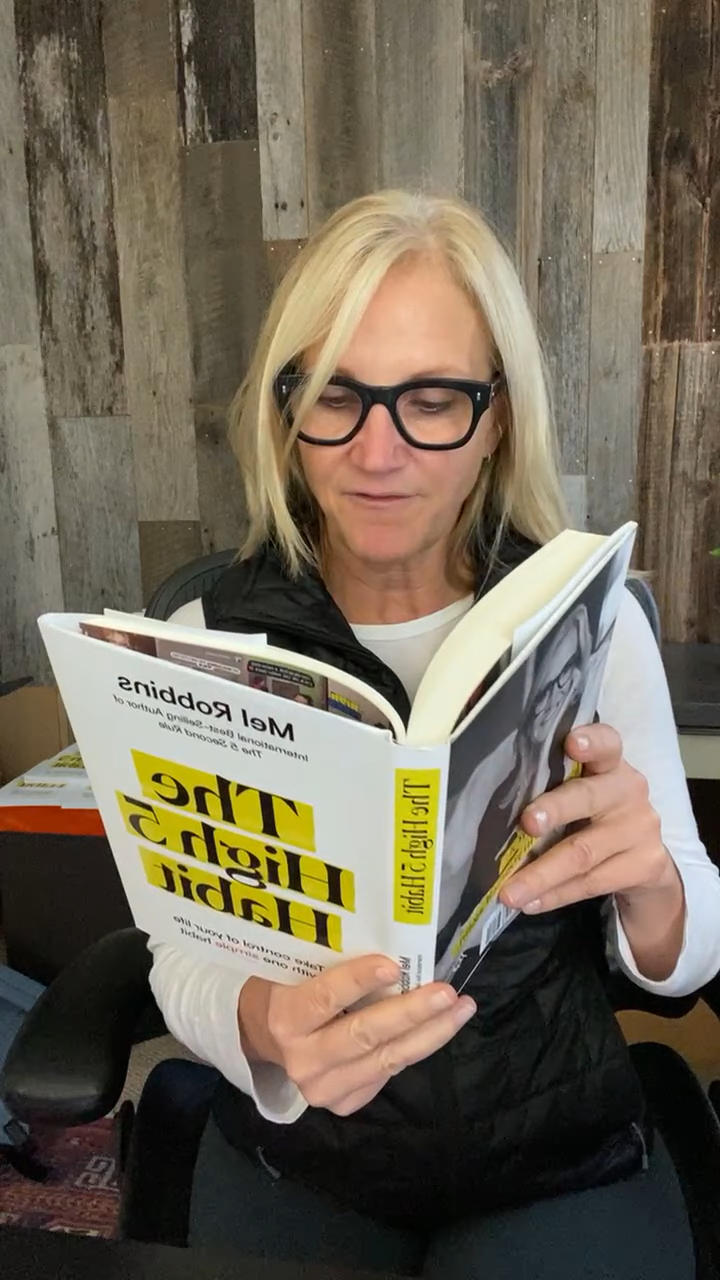 Mel Robbins
International Best-Selling Author of
The 5 Second Rule
The
High 5
Habit
Take control of your life
with one simple habit
The High 5 Habit